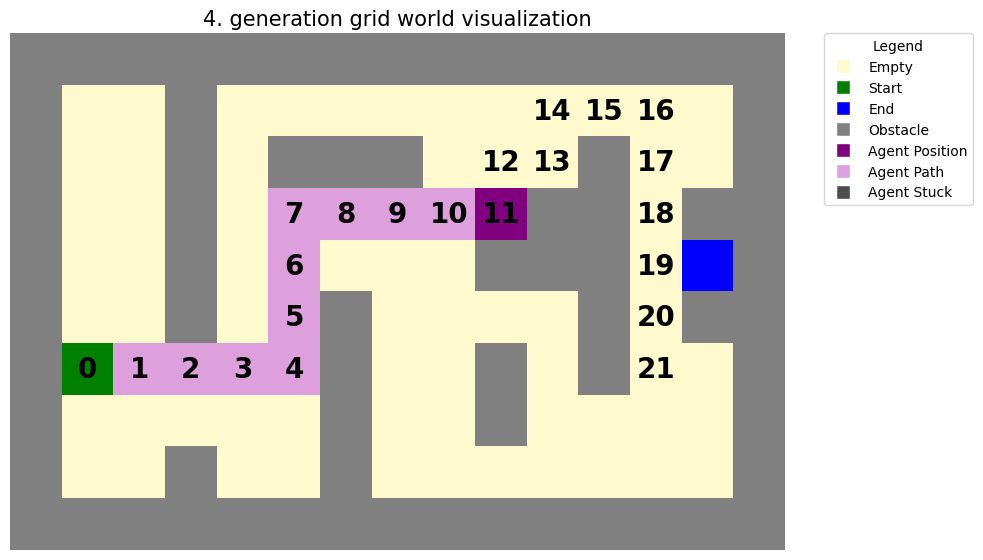 4. generation grid world visualization
14 15 16
12 13 17
7 8 9 10 11 18
6 19
5 20
0 1 2 3 4 21
Legend
Empty
Start
End
Obstacle
Agent Position
Agent Path
Agent Stuck